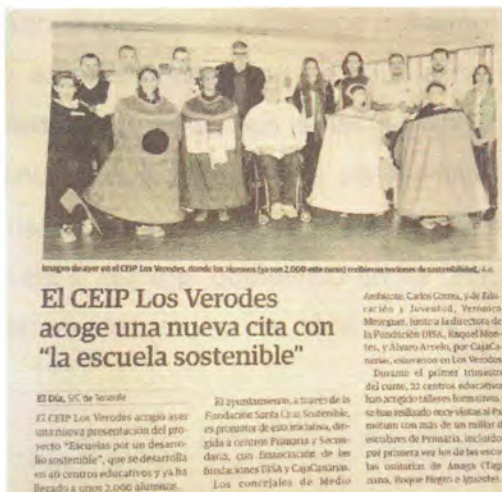 Imagen de ayer en el CEIP Los Verodes, donde los alumnos (ya son 2.000 este curso) recibieron nociones de sostenibilidad.
El CEIP Los Verodes
acoge una nueva cita con
“la escuela sostenible”
El Día, S/C de Tenerife
El CEIP Los Verodes acogió ayer
una nueva presentación del pro-
yecto “Escuelas por un desarro-
llo sostenible”, que se desarrolla
en 46 centros educativos y ya ha
llegado a unos 2.000 alumnos.
El ayuntamiento, a través de la
Fundación Santa Cruz Sostenible,
es promotor de esta iniciativa, diri-
gida a centros Primaria y Secun-
daria, con financiación de las
fundaciones DISA y CajaCanarias.
Los concejales de Medio
Ambiente, Carlos Correa, y de Edu-
cación y Juventud, Verónica
Meseguer, junto a la directora de
la Fundación DISA, Raquel Mon-
tes, y Álvaro Arvelo, por CajaCa-
narias, estuvieron en Los Verodes.
Durante el primer trimestre
del curso, 22 centros educativos
han acogido talleres formativos,
se han realizado once visitas al
con más de un millar de
escolares de Primaria, incluido
por primera vez los de las escue-
las unitarias de Anaga (Taga-
nana, Roque Negro e Igueste).